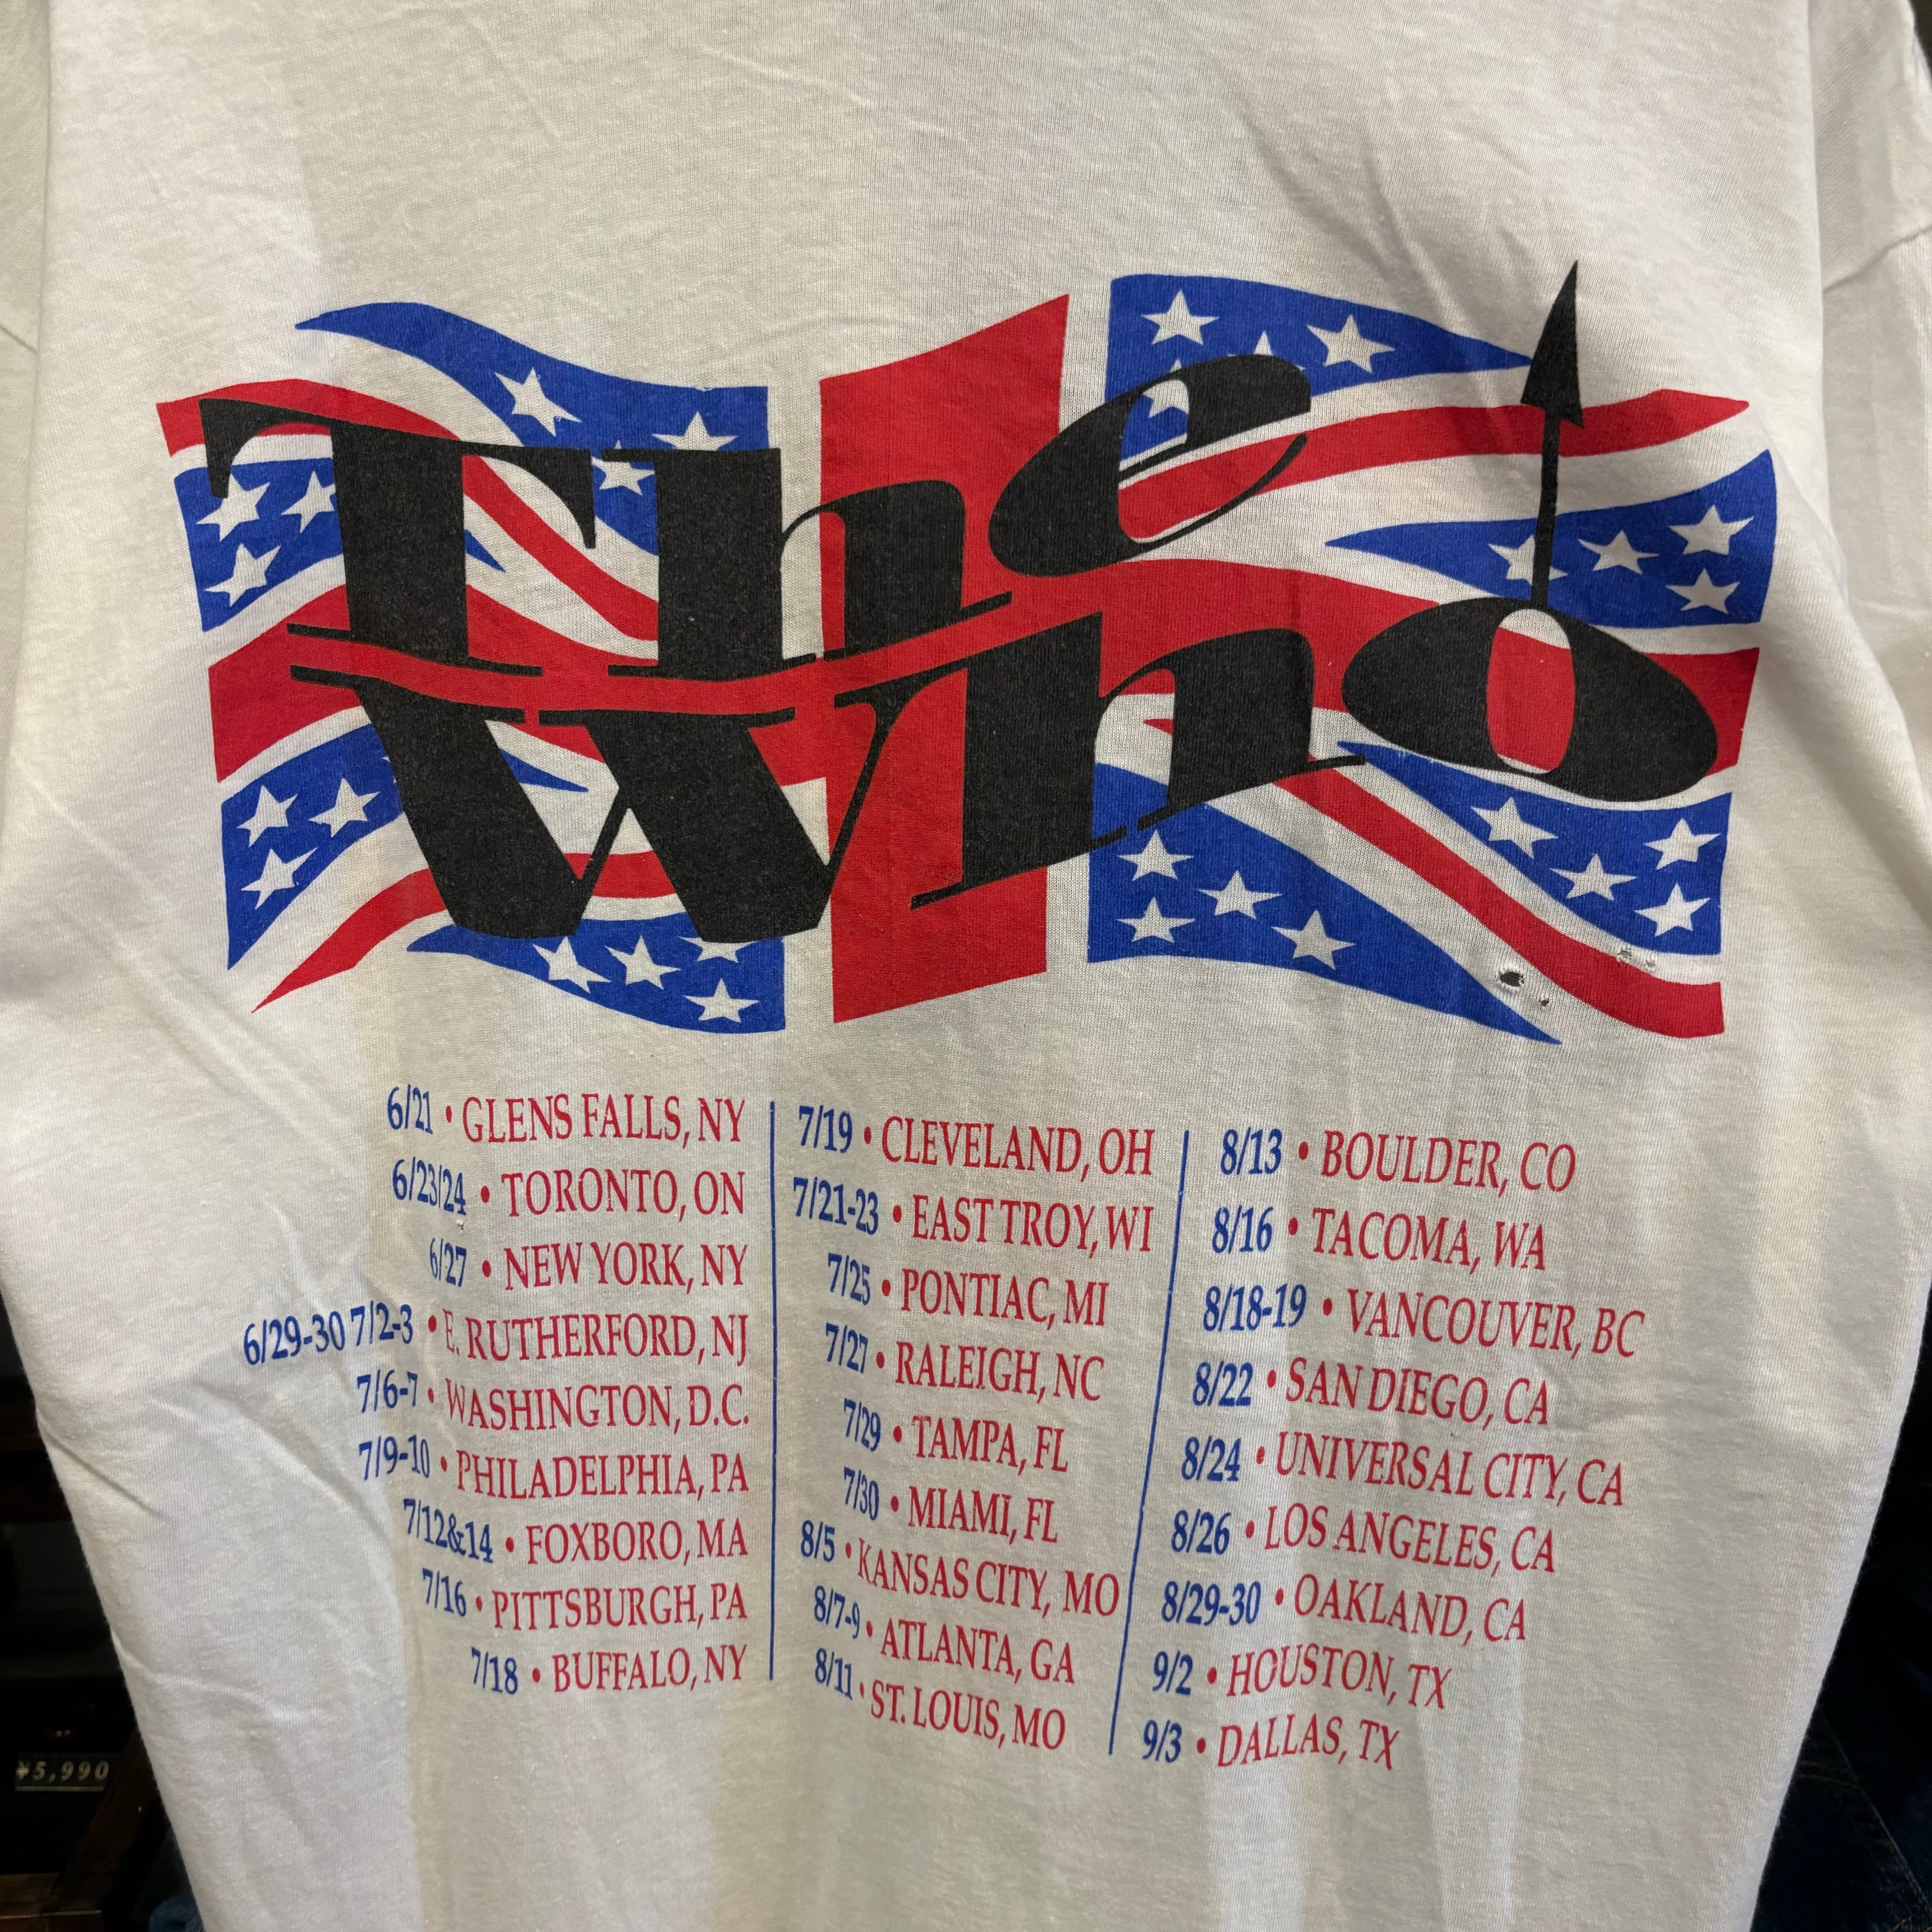 The
Who
6/21 • GLENS FALLS, NY
6/23/24 • TORONTO, ON
6/27 • NEW YORK, NY
6/29-30 7/2-3 • E. RUTHERFORD, NJ
7/6-7 • WASHINGTON, D.C.
7/9-10 • PHILADELPHIA, PA
7/12&14 • FOXBORO, MA
7/16 • PITTSBURGH, PA
7/18 • BUFFALO, NY
7/19 • CLEVELAND, OH
7/21-23 • EAST TROY, WI
7/25 • PONTIAC, MI
7/27 • RALEIGH, NC
7/29 • TAMPA, FL
7/30 • MIAMI, FL
8/5 • KANSAS CITY, MO
8/7-9 • ATLANTA, GA
8/11 • ST. LOUIS, MO
8/13 • BOULDER, CO
8/16 • TACOMA, WA
8/18-19 • VANCOUVER, BC
8/22 • SAN DIEGO, CA
8/24 • UNIVERSAL CITY, CA
8/26 • LOS ANGELES, CA
8/29-30 • OAKLAND, CA
9/2 • HOUSTON, TX
9/3 • DALLAS, TX
¥5,990